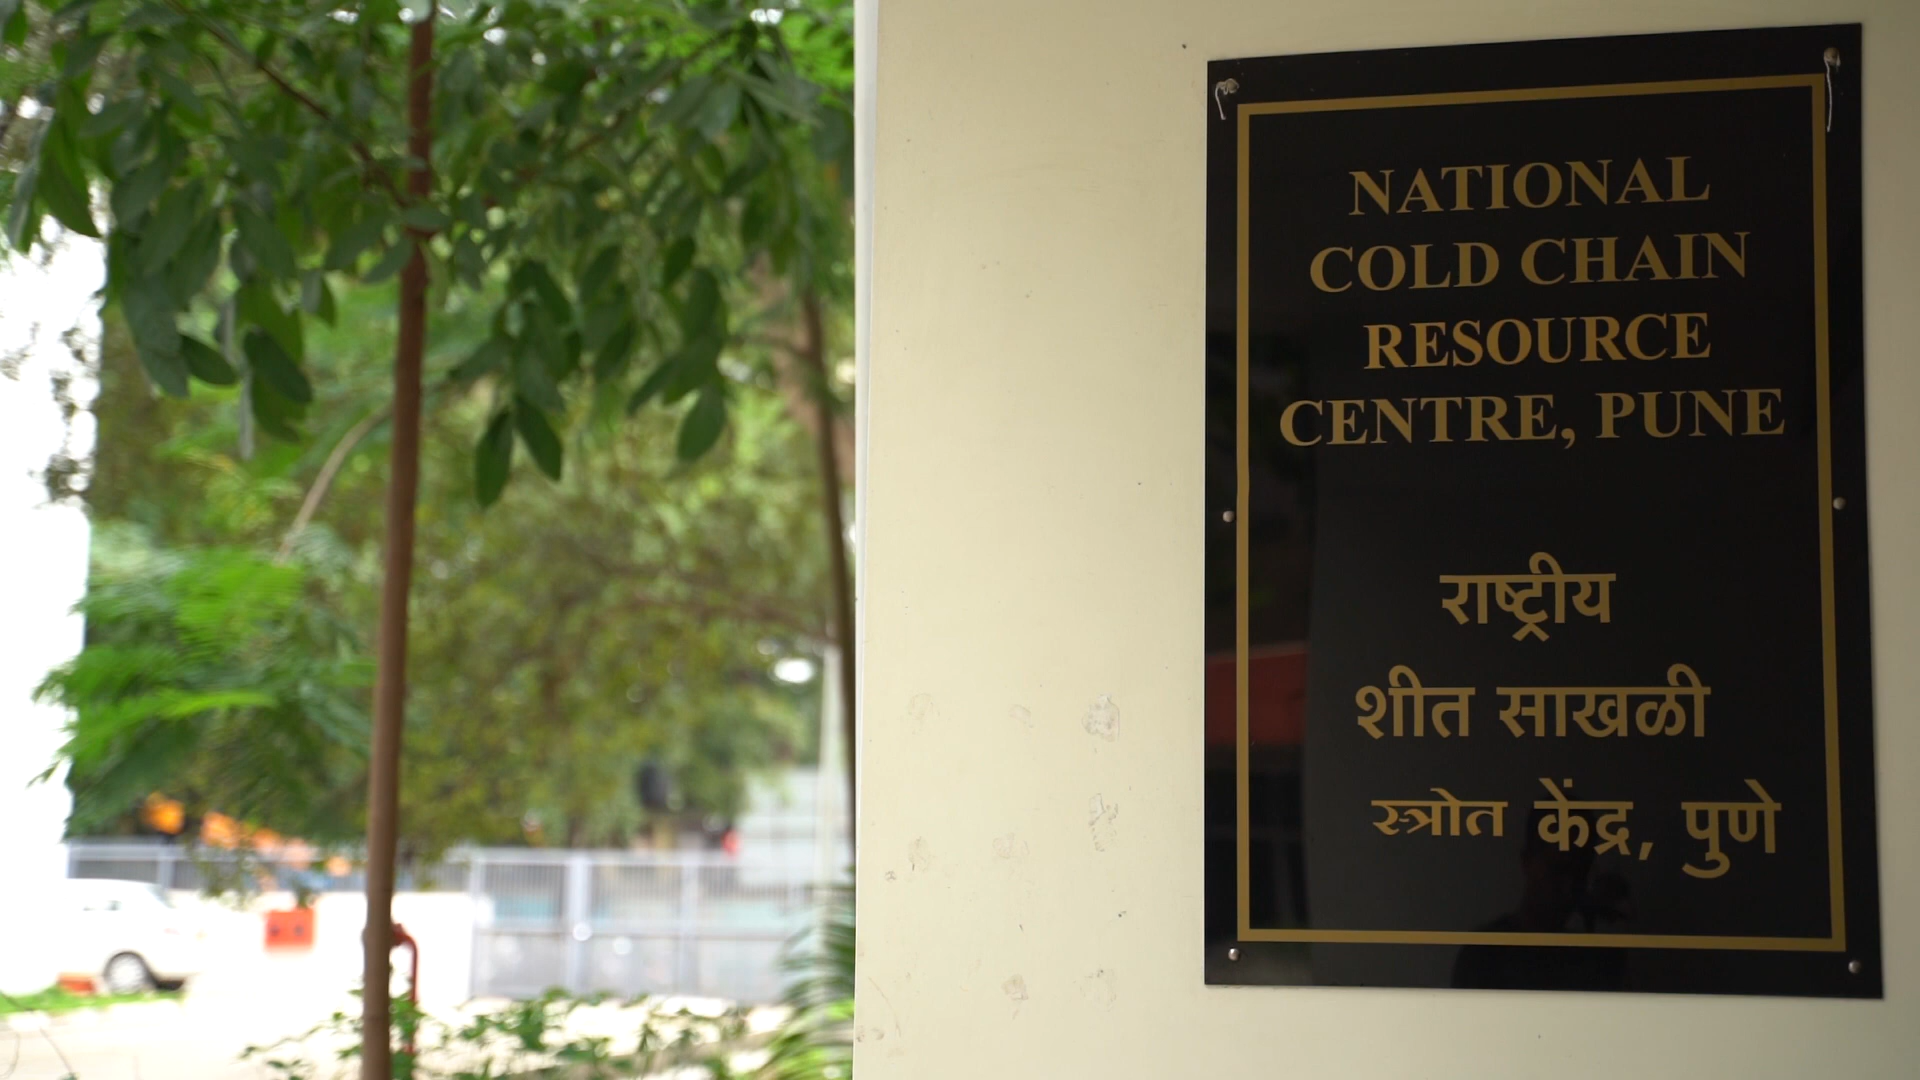 NATIONAL
COLD CHAIN
RESOURCE
CENTRE, PUNE
राष्ट्रीय
शीत साखळी
स्त्रोत केंद्र, पुणे